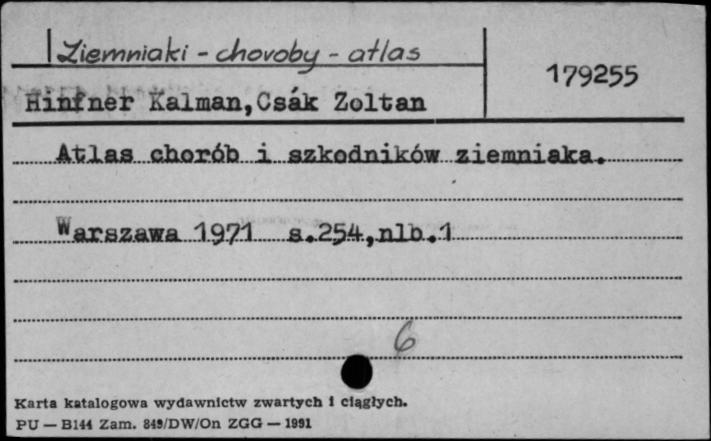 Ziemniaki - choroby - atlas
179255
Hinfner Kalman,Csák Zoltan
Atlas chorób i szkodników ziemniaka.
Warszawa 1971 s.254,nlb.1
6
Karta katalogowa wydawnictw zwartych i ciągłych.
PU — B144 Zam. 849/DW/On ZGG — 1991